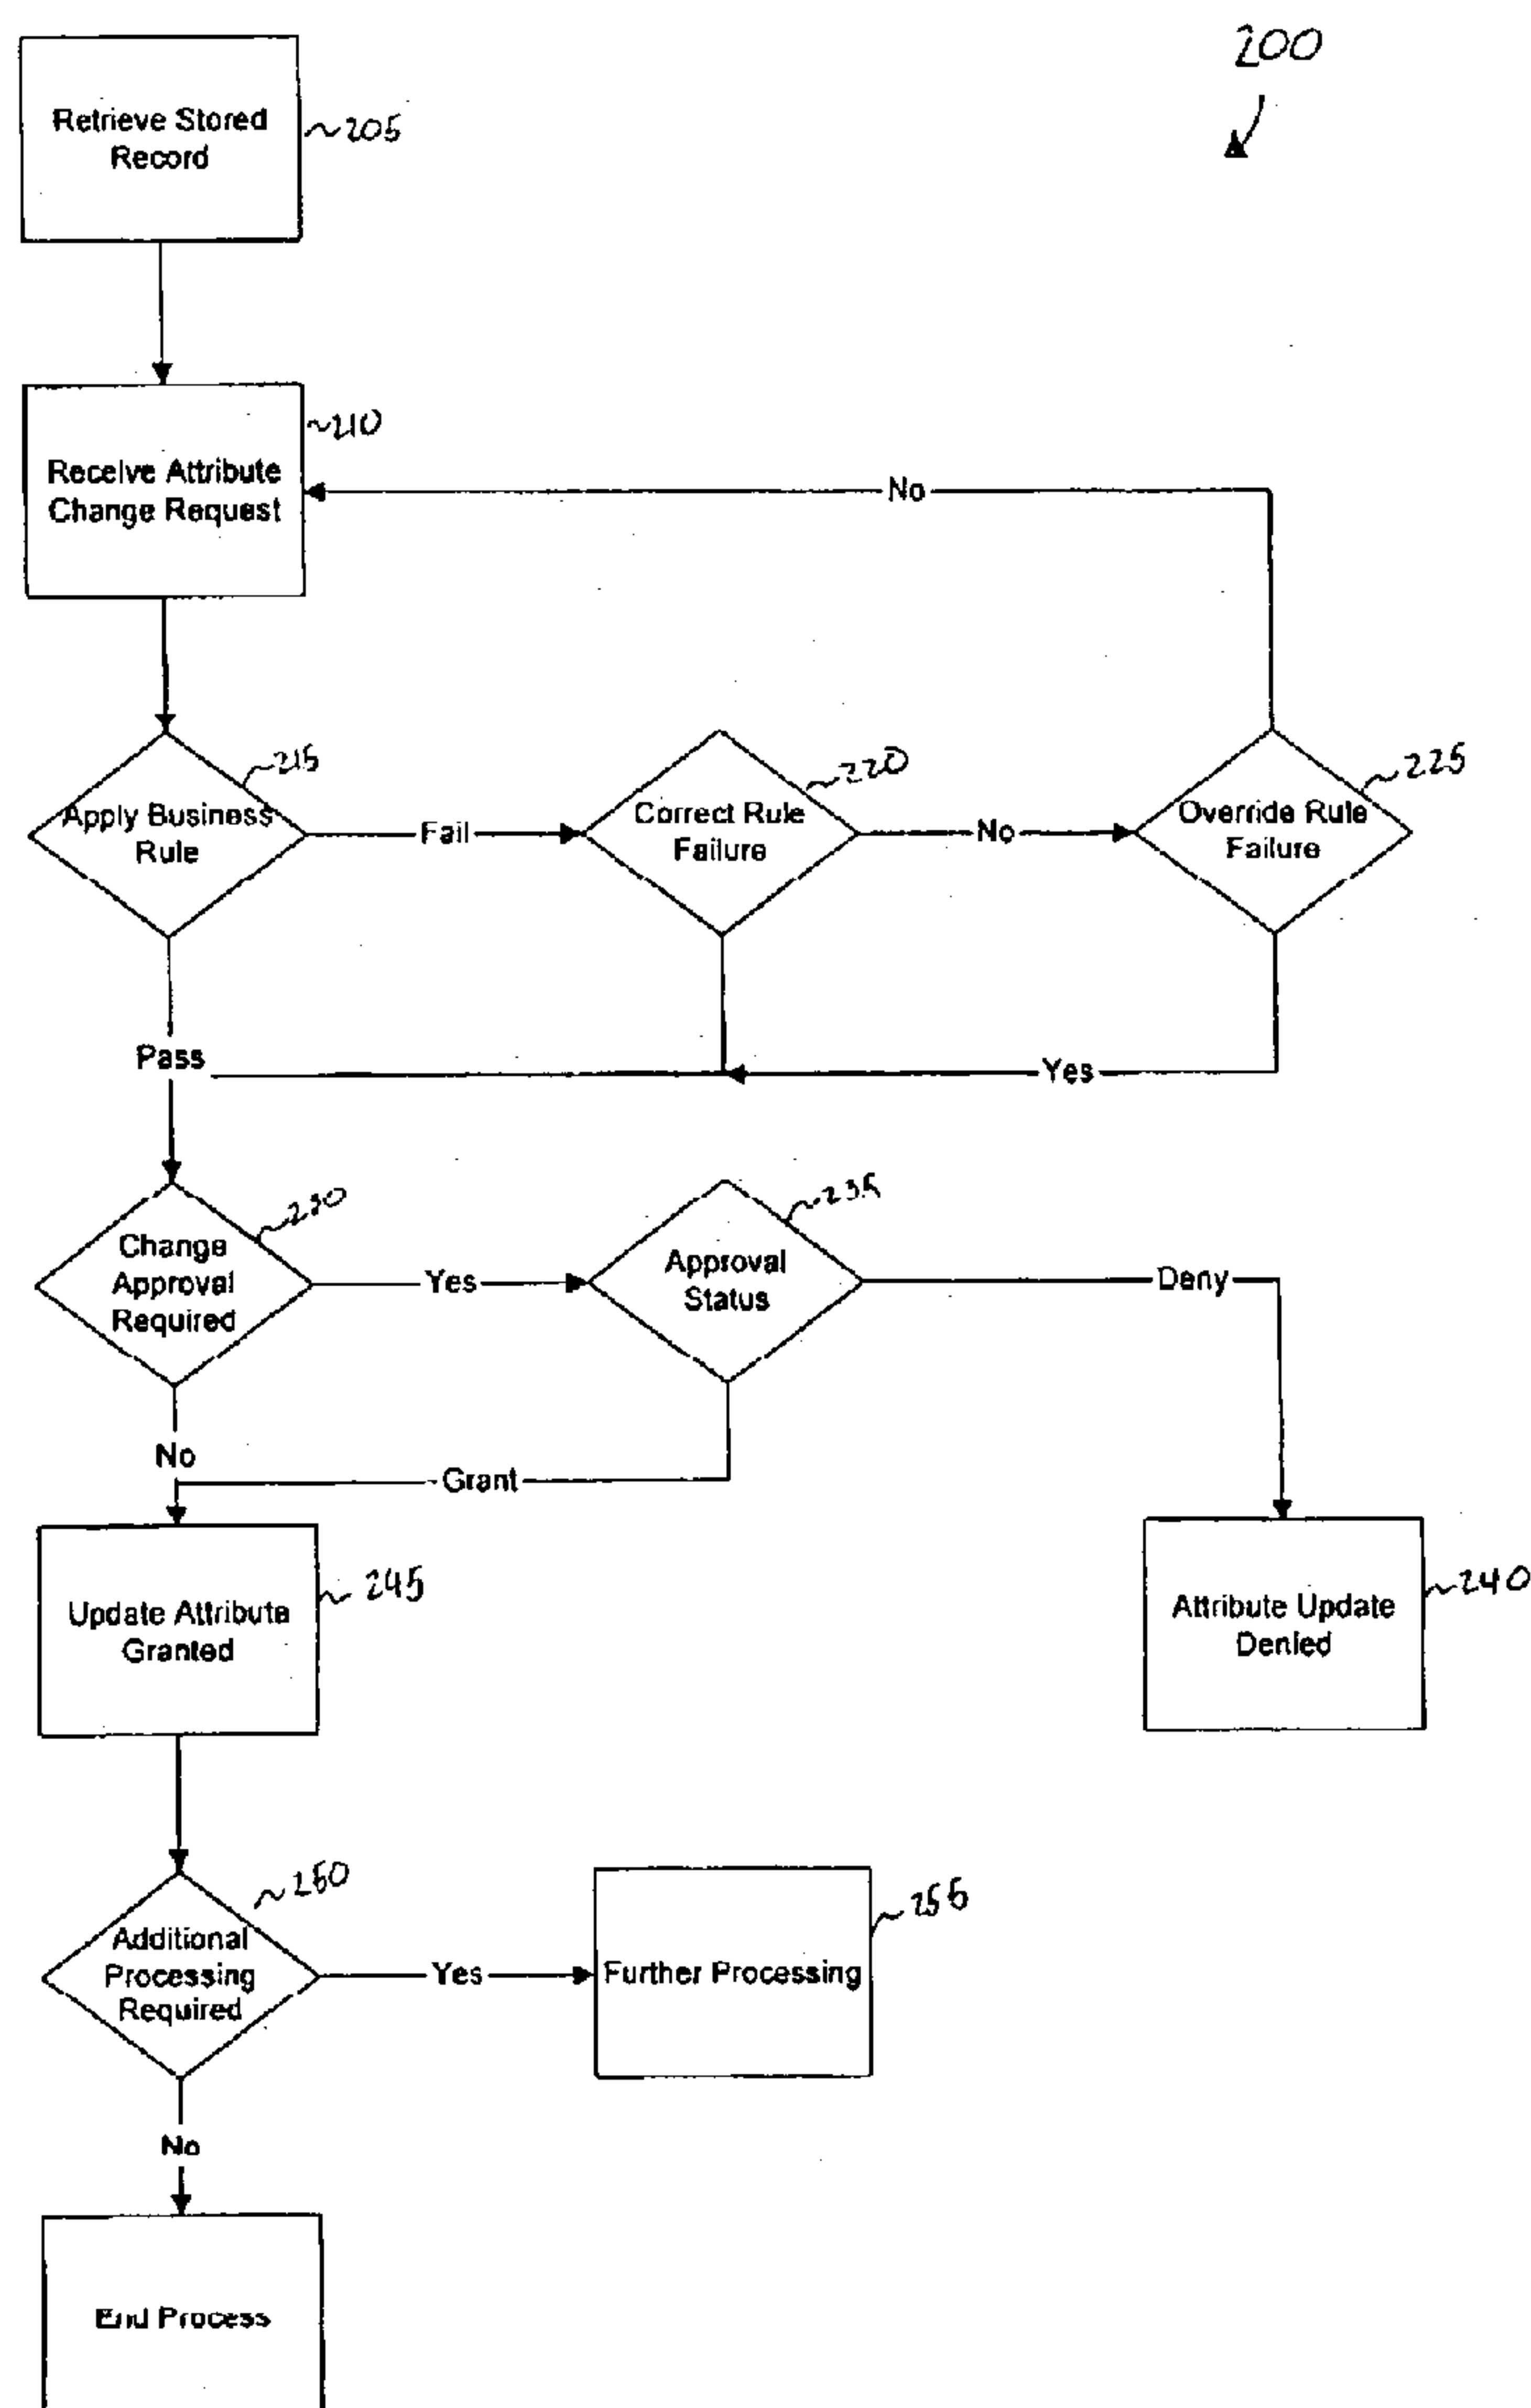 200
Retrieve Stored
Record
205
210
Receive Attribute
Change Request
No
215
Apply Business
Rule
Fail
220
Correct Rule
Failure
No
225
Override Rule
Failure
Pass
Yes
230
Change
Approval
Required
Yes
235
Approval
Status
Deny
No
Grant
245
Update Attribute
Granted
240
Attribute Update
Denied
250
Additional
Processing
Required
Yes
255
Further Processing
No
End Process